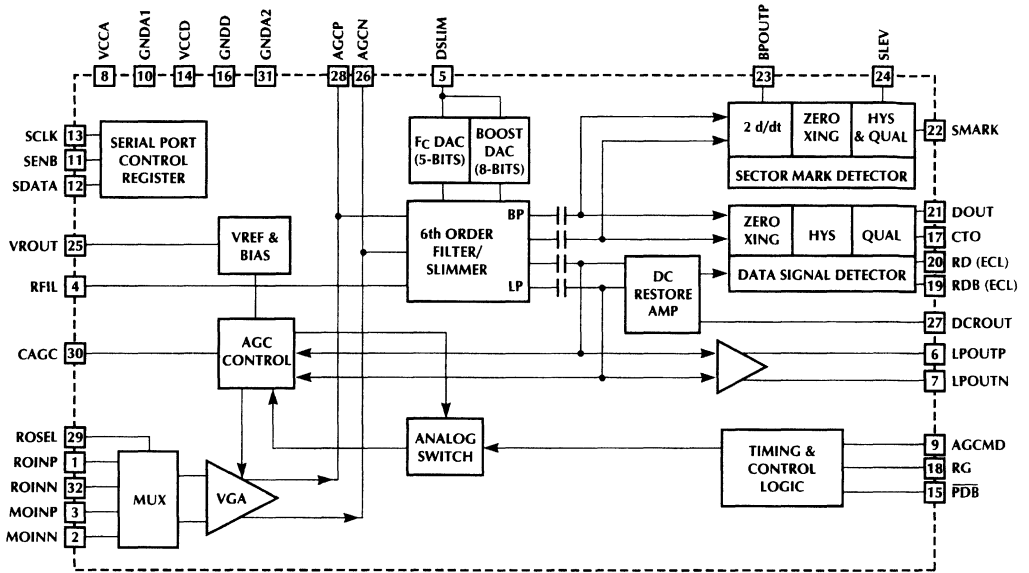 VCCA
GNDA1
VCCD
GNDD
GNDA2
AGCP
AGCN
DSLIM
BPOUTP
SLEV
8
10
14
16
31
28
26
5
23
24
SCLK 13
SENB 11
SDATA 12
SERIAL PORT
CONTROL
REGISTER
FC DAC
(5-BITS)
BOOST
DAC
(8-BITS)
2 d/dt
ZERO
XING
HYS
& QUAL
SECTOR MARK DETECTOR
22 SMARK
VROUT 25
RFIL 4
VREF &
BIAS
6th ORDER
FILTER/
SLIMMER
BP
LP
ZERO
XING
HYS
QUAL
DATA SIGNAL DETECTOR
21 DOUT
17 CTO
20 RD (ECL)
19 RDB (ECL)
DC
RESTORE
AMP
27 DCROUT
CAGC 30
AGC
CONTROL
6 LPOUTP
7 LPOUTN
ROSEL 29
ROINP 1
ROINN 32
MOINP 3
MOINN 2
MUX
VGA
ANALOG
SWITCH
TIMING &
CONTROL
LOGIC
9 AGCMD
18 RG
15 PDB